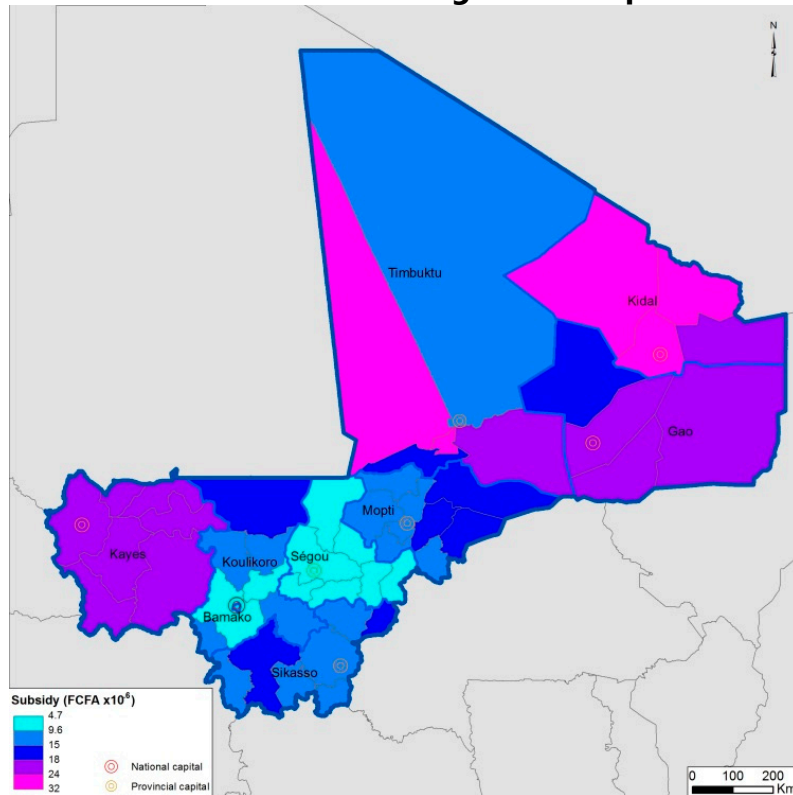 N
Timbuktu
Kidal
Gao
Mopti
Kayes
Koulikoro
Ségou
Bamako
Sikasso
Subsidy (FCFA x10⁶)
4.7
9.6
15
18
24
32
National capital
Provincial capital
0 100 200
Km